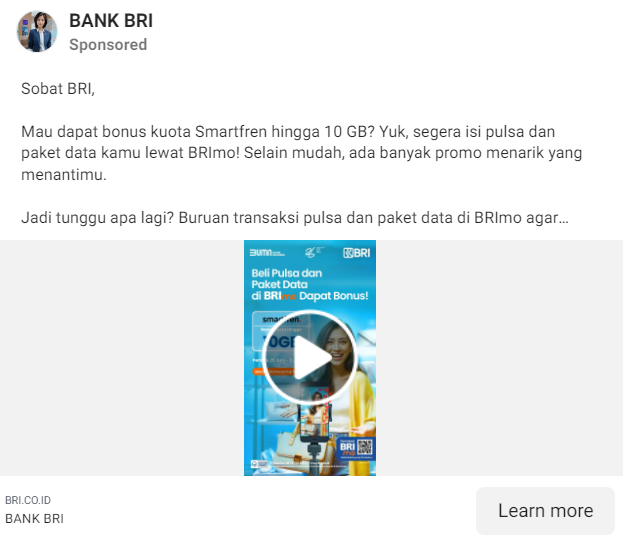 BANK BRI
Sponsored
Sobat BRI,
Mau dapat bonus kuota Smartfren hingga 10 GB? Yuk, segera isi pulsa dan
paket data kamu lewat BRImo! Selain mudah, ada banyak promo menarik yang
menantimu.
Jadi tunggu apa lagi? Buruan transaksi pulsa dan paket data di BRImo agar...
BUMN
BRI
Beli Pulsa dan
Paket Data
di BRImo Dapat Bonus!
10GB
BRI
mo
BRI.CO.ID
BANK BRI
Learn more